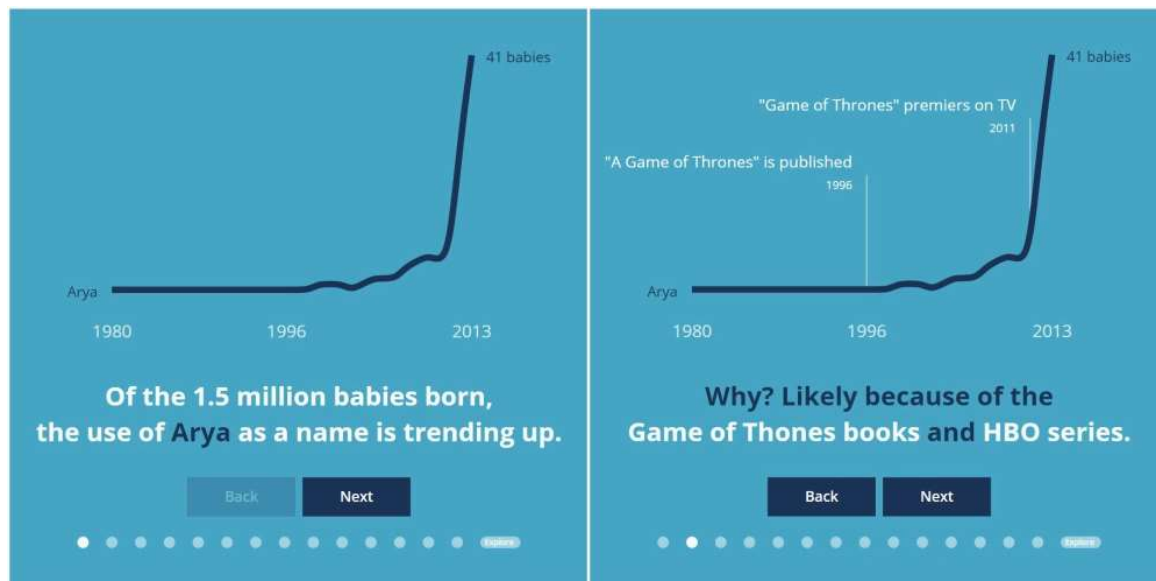 41 babies
Arya
1980 1996 2013
Of the 1.5 million babies born,
the use of Arya as a name is trending up.
Back Next
Explore
41 babies
"Game of Thrones" premiers on TV
2011
"A Game of Thrones" is published
1996
Arya
1980 1996 2013
Why? Likely because of the
Game of Thones books and HBO series.
Back Next
Explore